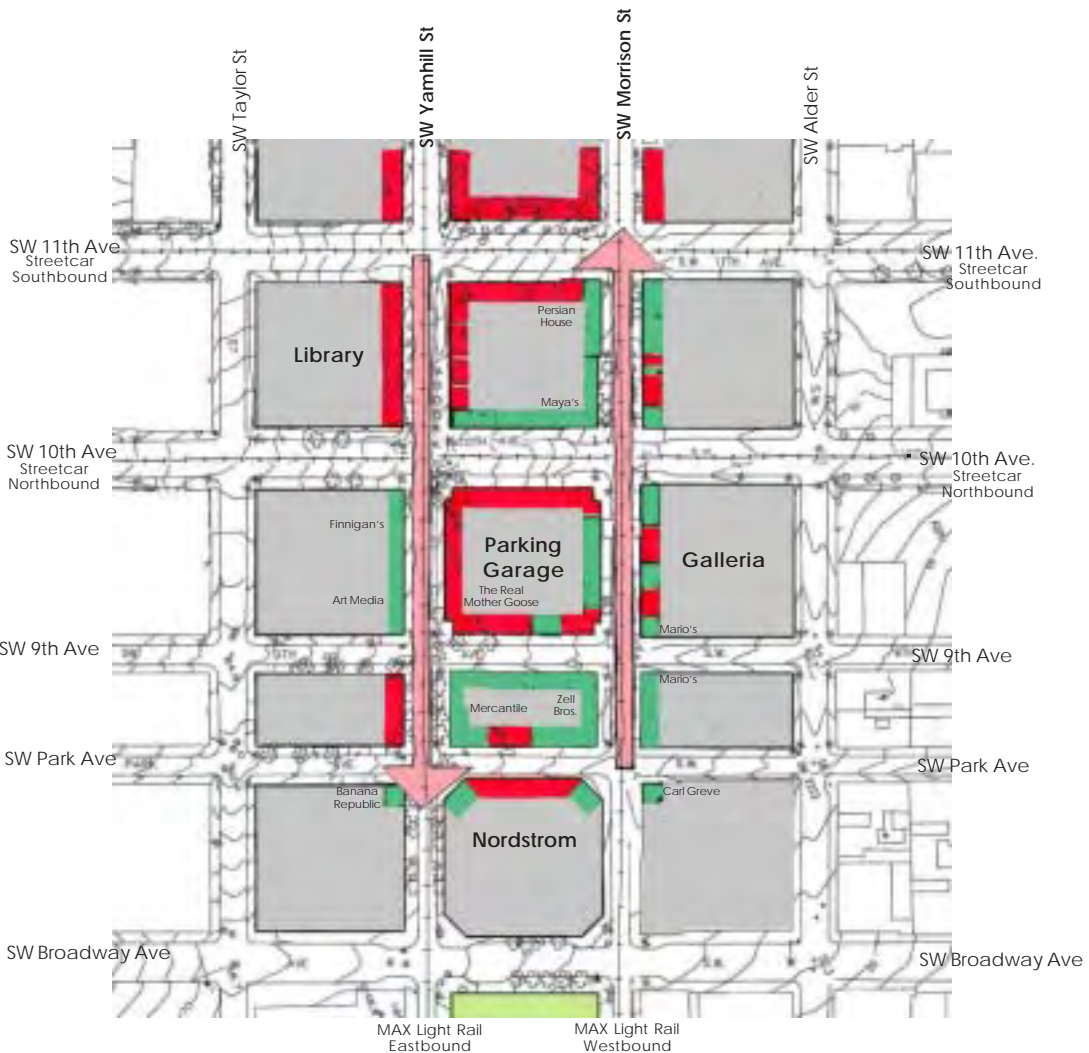 SW Taylor St
SW Yamhill St
SW Morrison St
SW Alder St
SW 11th Ave
Streetcar
Southbound
SW 11th Ave.
Streetcar
Southbound
S.W. 11TH AVE.
Persian
House
Library
Maya's
SW 10th Ave
Streetcar
Northbound
SW 10th Ave.
Streetcar
Northbound
Finnigan's
Parking
Garage
Galleria
The Real
Mother Goose
Art Media
Mario's
SW 9th Ave
SW 9th Ave
Mario's
Mercantile
Zell
Bros.
SW Park Ave
PARK
S.W.
SW Park Ave
Banana
Republic
Carl Greve
Nordstrom
SW Broadway Ave
S.W.
SW Broadway Ave
MAX Light Rail
Eastbound
MAX Light Rail
Westbound